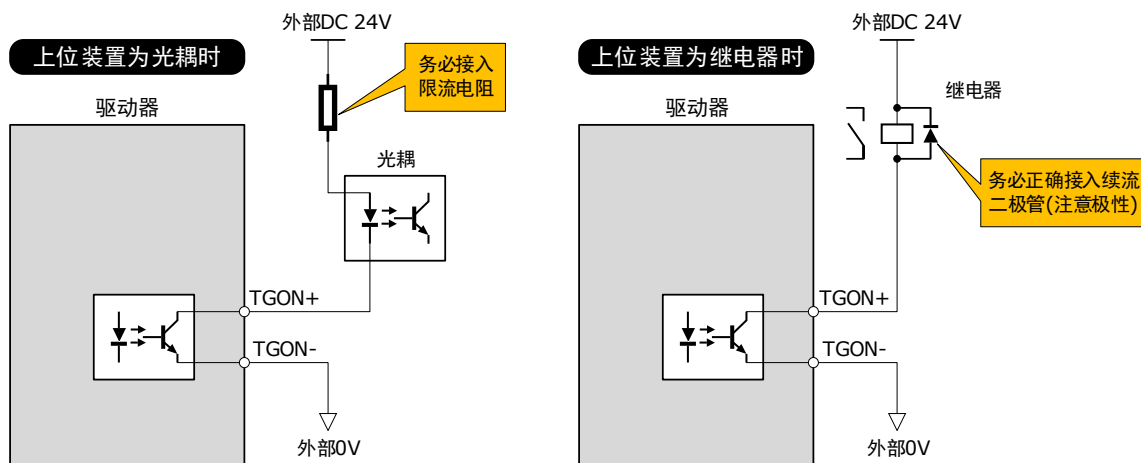 外部DC 24V
上位装置为光耦时
务必接入
限流电阻
驱动器
光耦
TGON+
TGON-
外部0V
外部DC 24V
上位装置为继电器时
继电器
驱动器
务必正确接入续流
二极管(注意极性)
TGON+
TGON-
外部0V